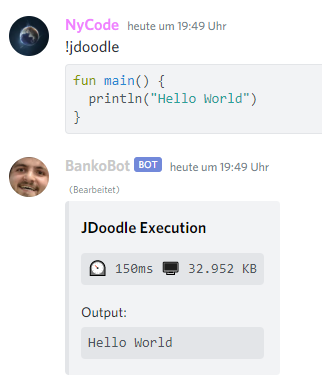 NyCode heute um 19:49 Uhr
!jdoodle
fun main() {
  println("Hello World")
}
BankoBot BOT heute um 19:49 Uhr
(Bearbeitet)
JDoodle Execution
150ms 32.952 KB
Output:
Hello World